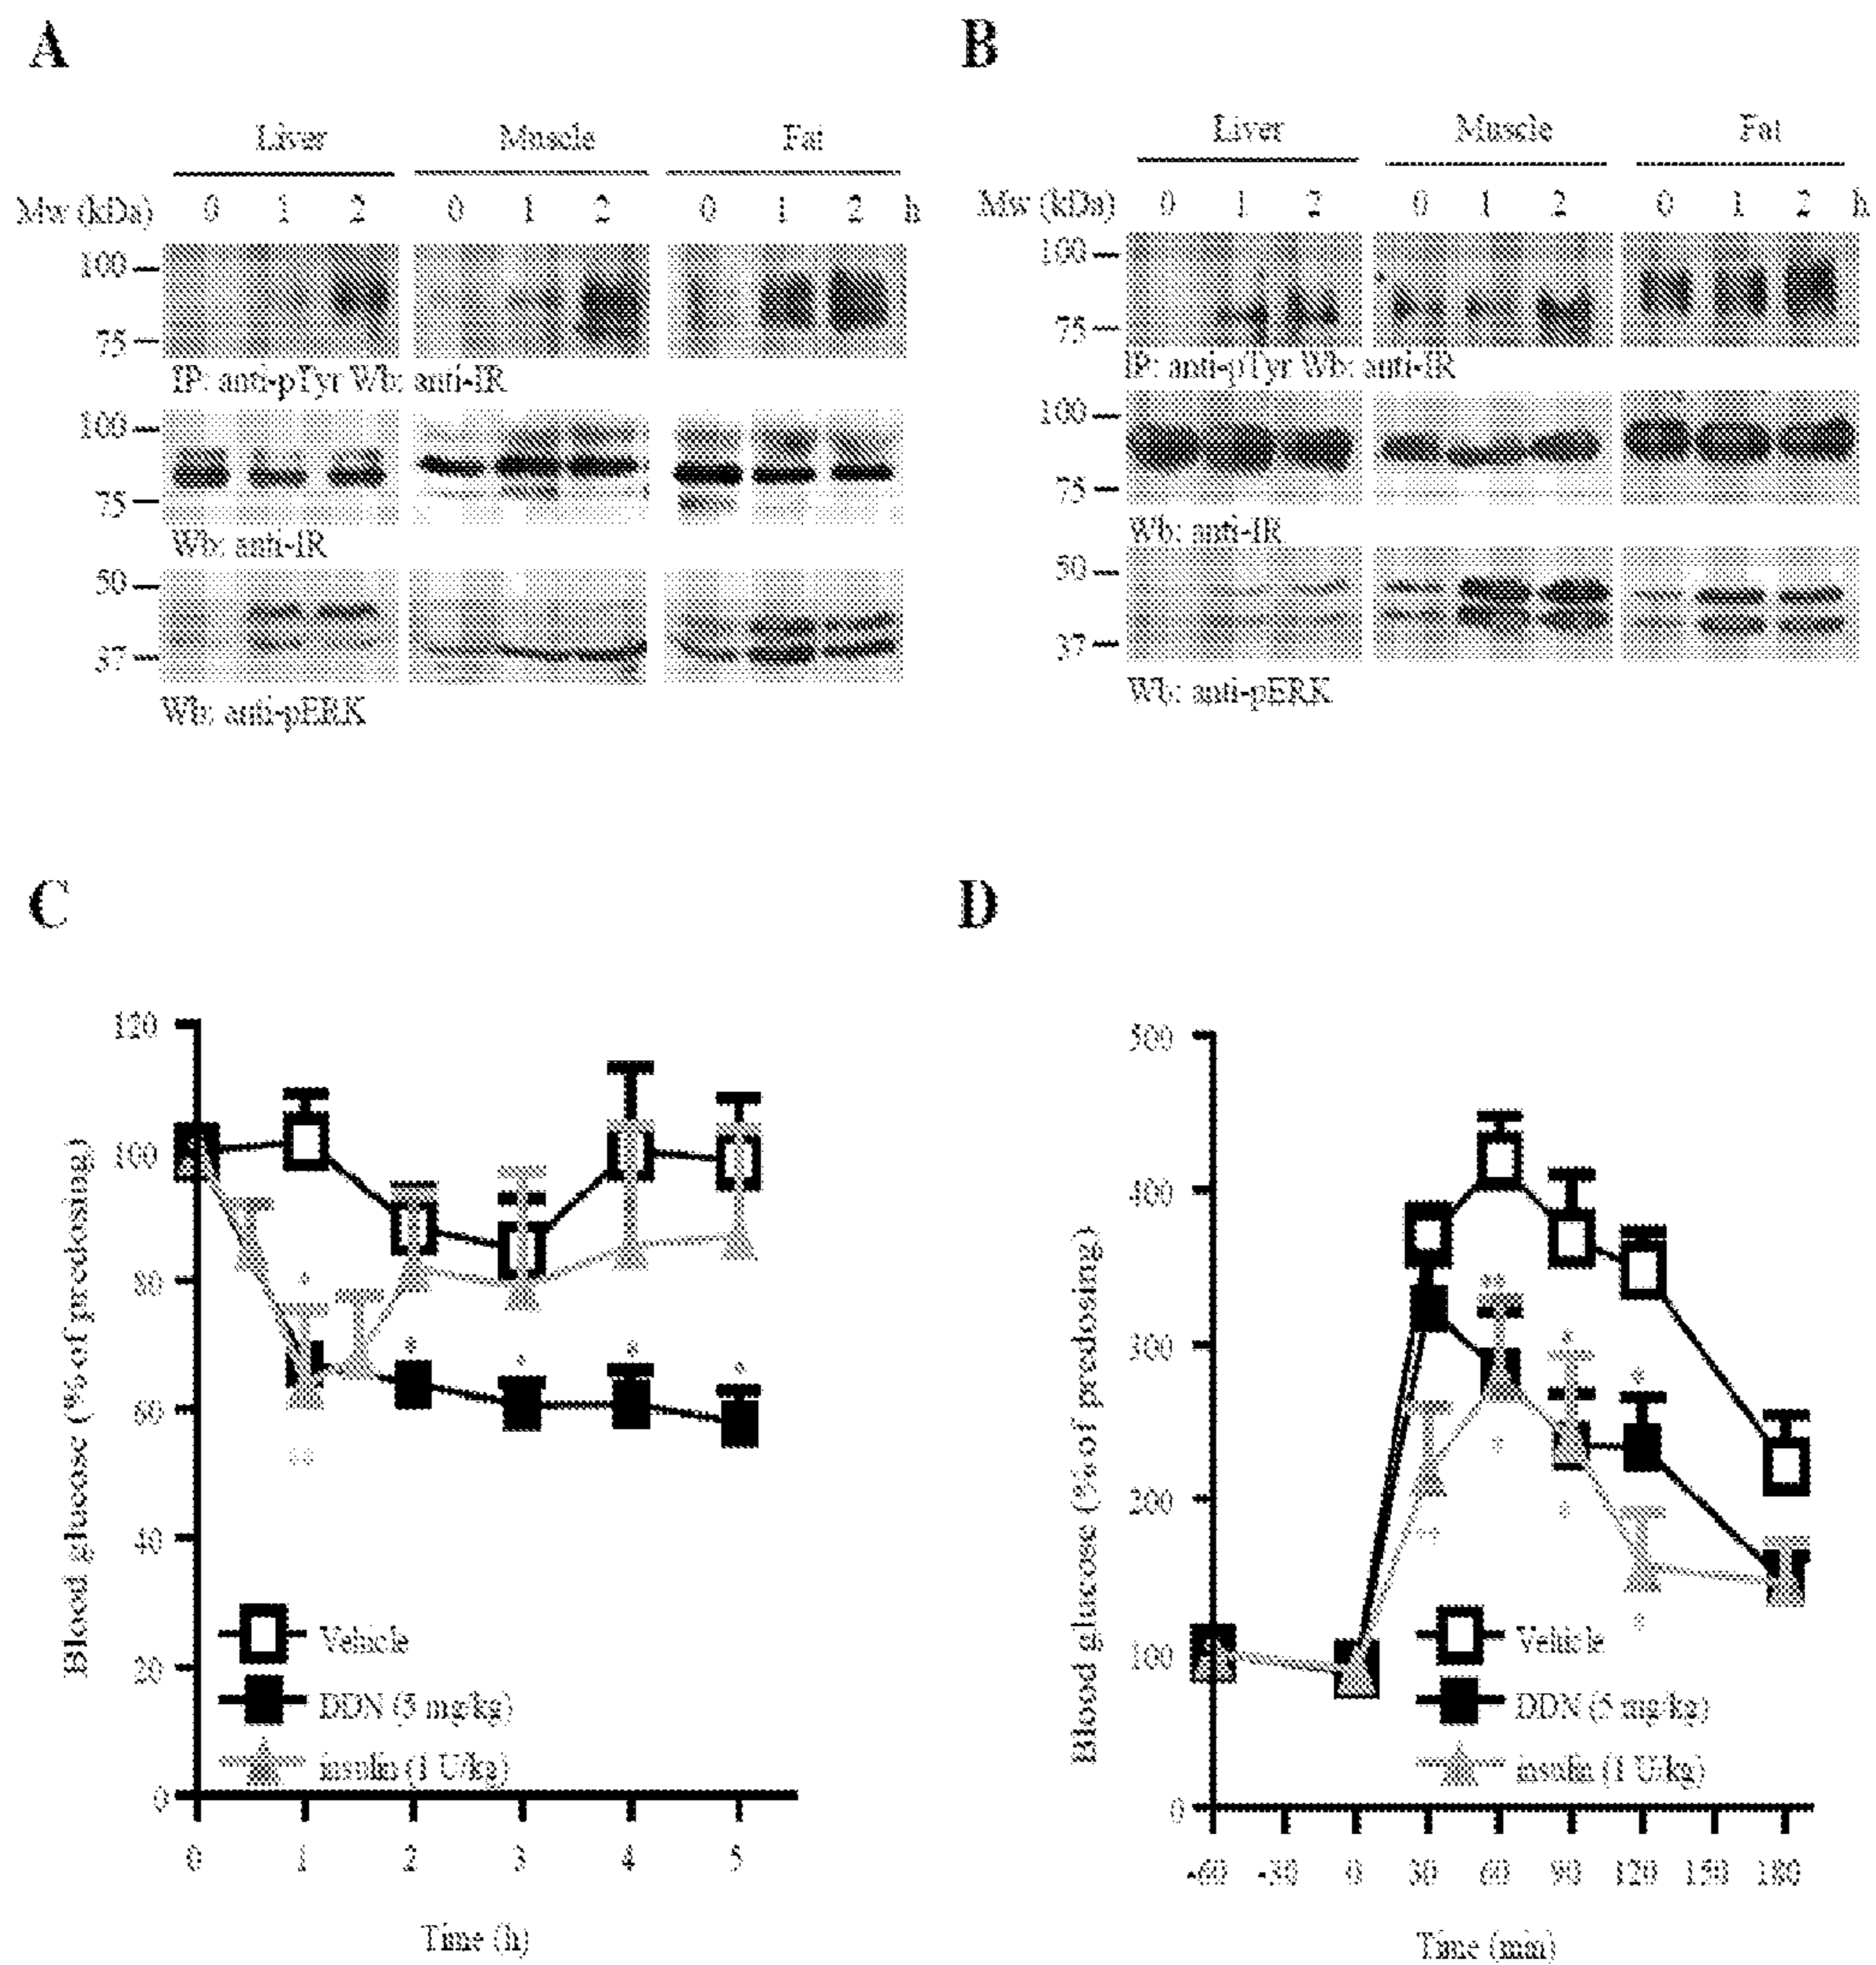 A
Liver Muscle Fat
Mw (kDa) 0 1 2 0 1 2 0 1 2 h
100
75
IP: anti-pTyr Wb: anti-IR
100
75
Wb: anti-IR
50
37
Wb: anti-pERK
B
Liver Muscle Fat
Mw (kDa) 0 1 2 0 1 2 0 1 2 h
100
75
IP: anti-pTyr Wb: anti-IR
100
75
Wb: anti-IR
50
37
Wb: anti-pERK
C
Blood glucose (% of predosing)
120
100
80
60
40
20
0
*
**
*
*
*
*
Vehicle
DDN (5 mg/kg)
insulin (1 U/kg)
0 1 2 3 4 5
Time (h)
D
Blood glucose (% of predosing)
500
400
300
200
100
0
**
*
*
*
*
**
*
Vehicle
DDN (5 mg/kg)
insulin (1 U/kg)
-60 -30 0 30 60 90 120 150 180
Time (min)